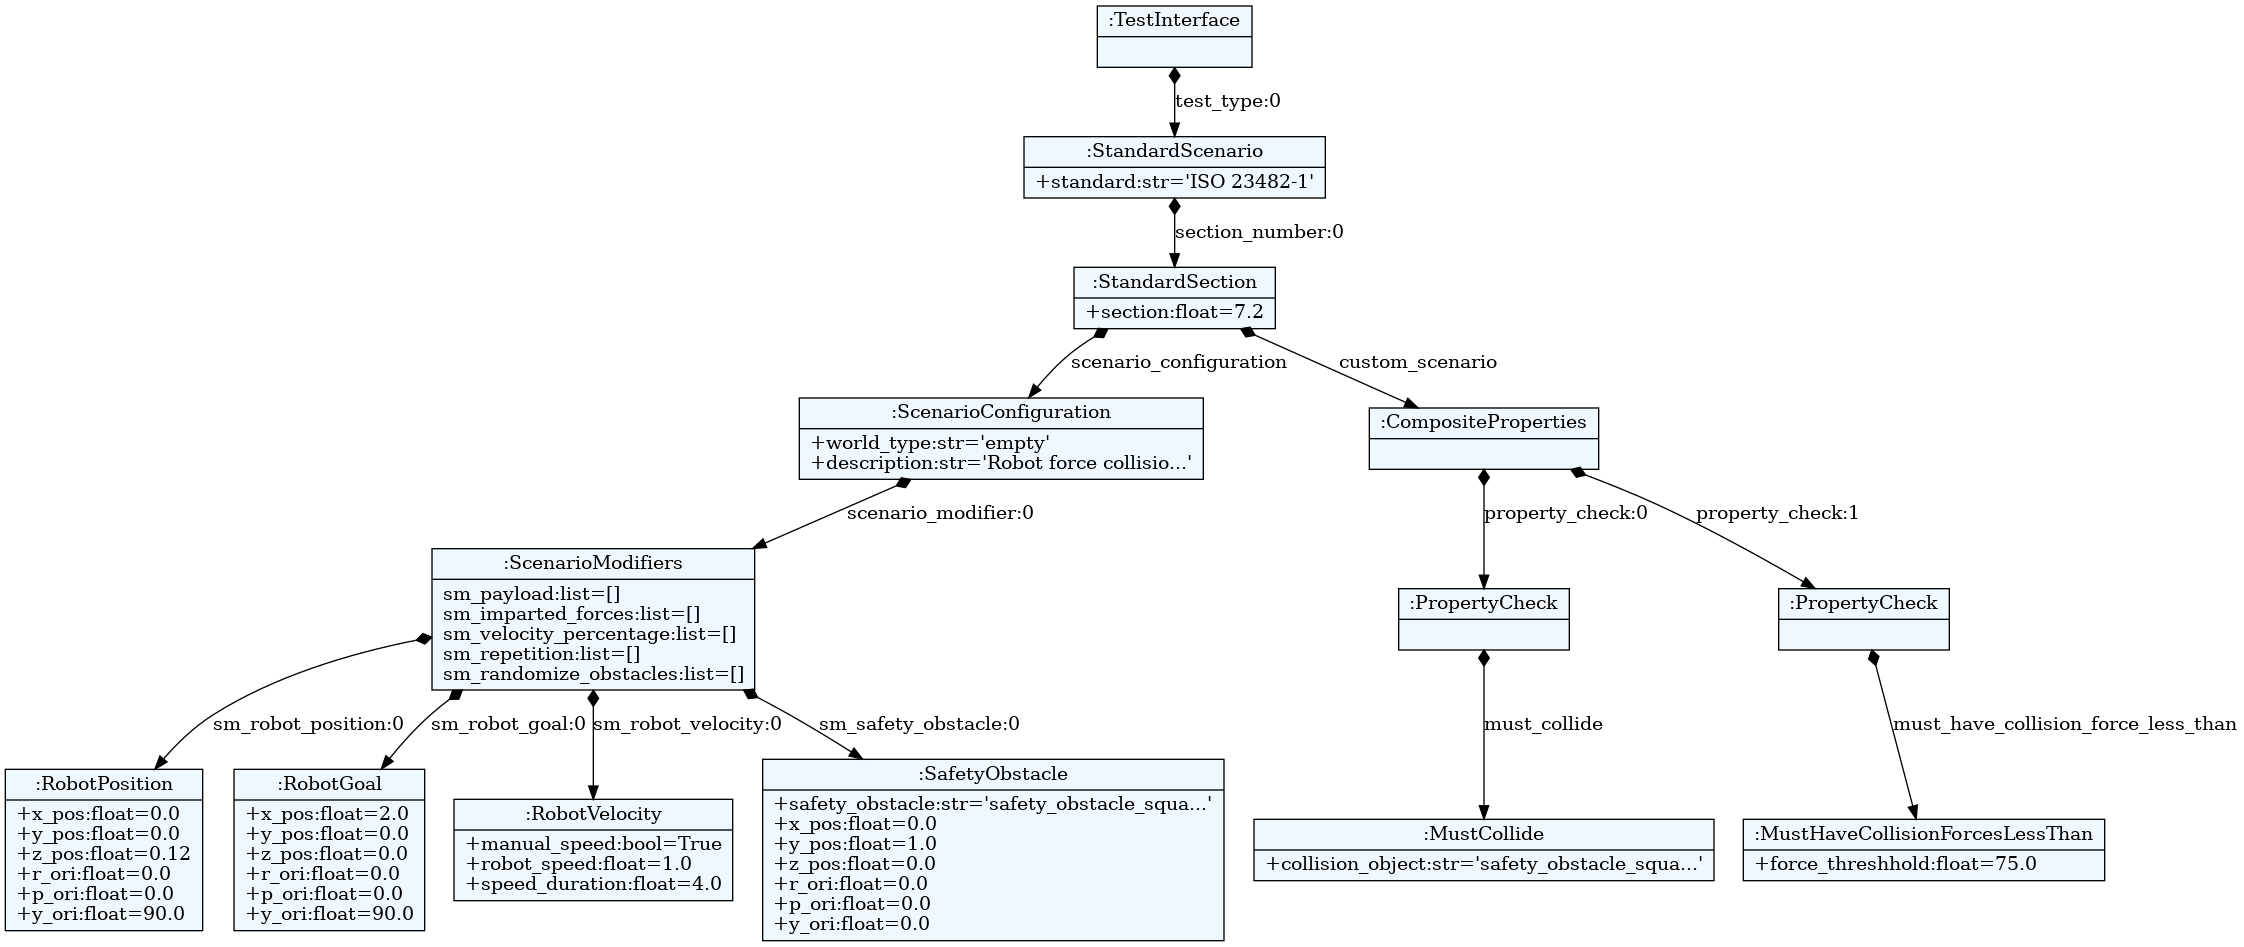 :TestInterface
test_type:0
:StandardScenario
+standard:str='ISO 23482-1'
section_number:0
:StandardSection
+section:float=7.2
scenario_configuration
custom_scenario
:ScenarioConfiguration
+world_type:str='empty'
+description:str='Robot force collisio...'
:CompositeProperties
scenario_modifier:0
property_check:0
property_check:1
:ScenarioModifiers
sm_payload:list=[]
sm_imparted_forces:list=[]
sm_velocity_percentage:list=[]
sm_repetition:list=[]
sm_randomize_obstacles:list=[]
:PropertyCheck
:PropertyCheck
sm_robot_position:0
sm_robot_goal:0
sm_robot_velocity:0
sm_safety_obstacle:0
must_collide
must_have_collision_force_less_than
:RobotPosition
+x_pos:float=0.0
+y_pos:float=0.0
+z_pos:float=0.12
+r_ori:float=0.0
+p_ori:float=0.0
+y_ori:float=90.0
:RobotGoal
+x_pos:float=2.0
+y_pos:float=0.0
+z_pos:float=0.0
+r_ori:float=0.0
+p_ori:float=0.0
+y_ori:float=90.0
:RobotVelocity
+manual_speed:bool=True
+robot_speed:float=1.0
+speed_duration:float=4.0
:SafetyObstacle
+safety_obstacle:str='safety_obstacle_squa...'
+x_pos:float=0.0
+y_pos:float=1.0
+z_pos:float=0.0
+r_ori:float=0.0
+p_ori:float=0.0
+y_ori:float=0.0
:MustCollide
+collision_object:str='safety_obstacle_squa...'
:MustHaveCollisionForcesLessThan
+force_threshhold:float=75.0